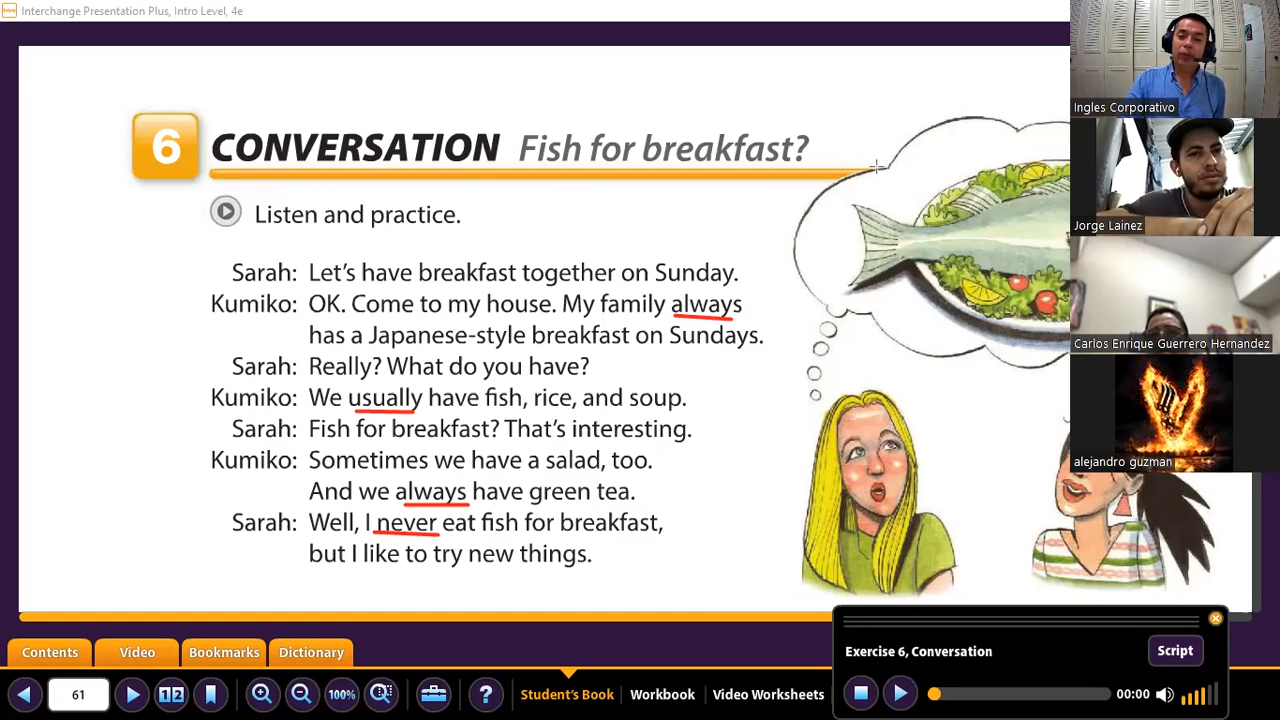 Interchange Presentation Plus, Intro Level, 4e
6 CONVERSATION Fish for breakfast?
Listen and practice.
Sarah: Let's have breakfast together on Sunday.
Kumiko: OK. Come to my house. My family always
has a Japanese-style breakfast on Sundays.
Sarah: Really? What do you have?
Kumiko: We usually have fish, rice, and soup.
Sarah: Fish for breakfast? That's interesting.
Kumiko: Sometimes we have a salad, too.
And we always have green tea.
Sarah: Well, I never eat fish for breakfast,
but I like to try new things.
Ingles Corporativo
Jorge Lainez
Carlos Enrique Guerrero Hernandez
alejandro guzman
Exercise 6, Conversation
Script
00:00
Contents
Video
Bookmarks
Dictionary
61
1 2
100%
?
Student's Book
Workbook
Video Worksheets